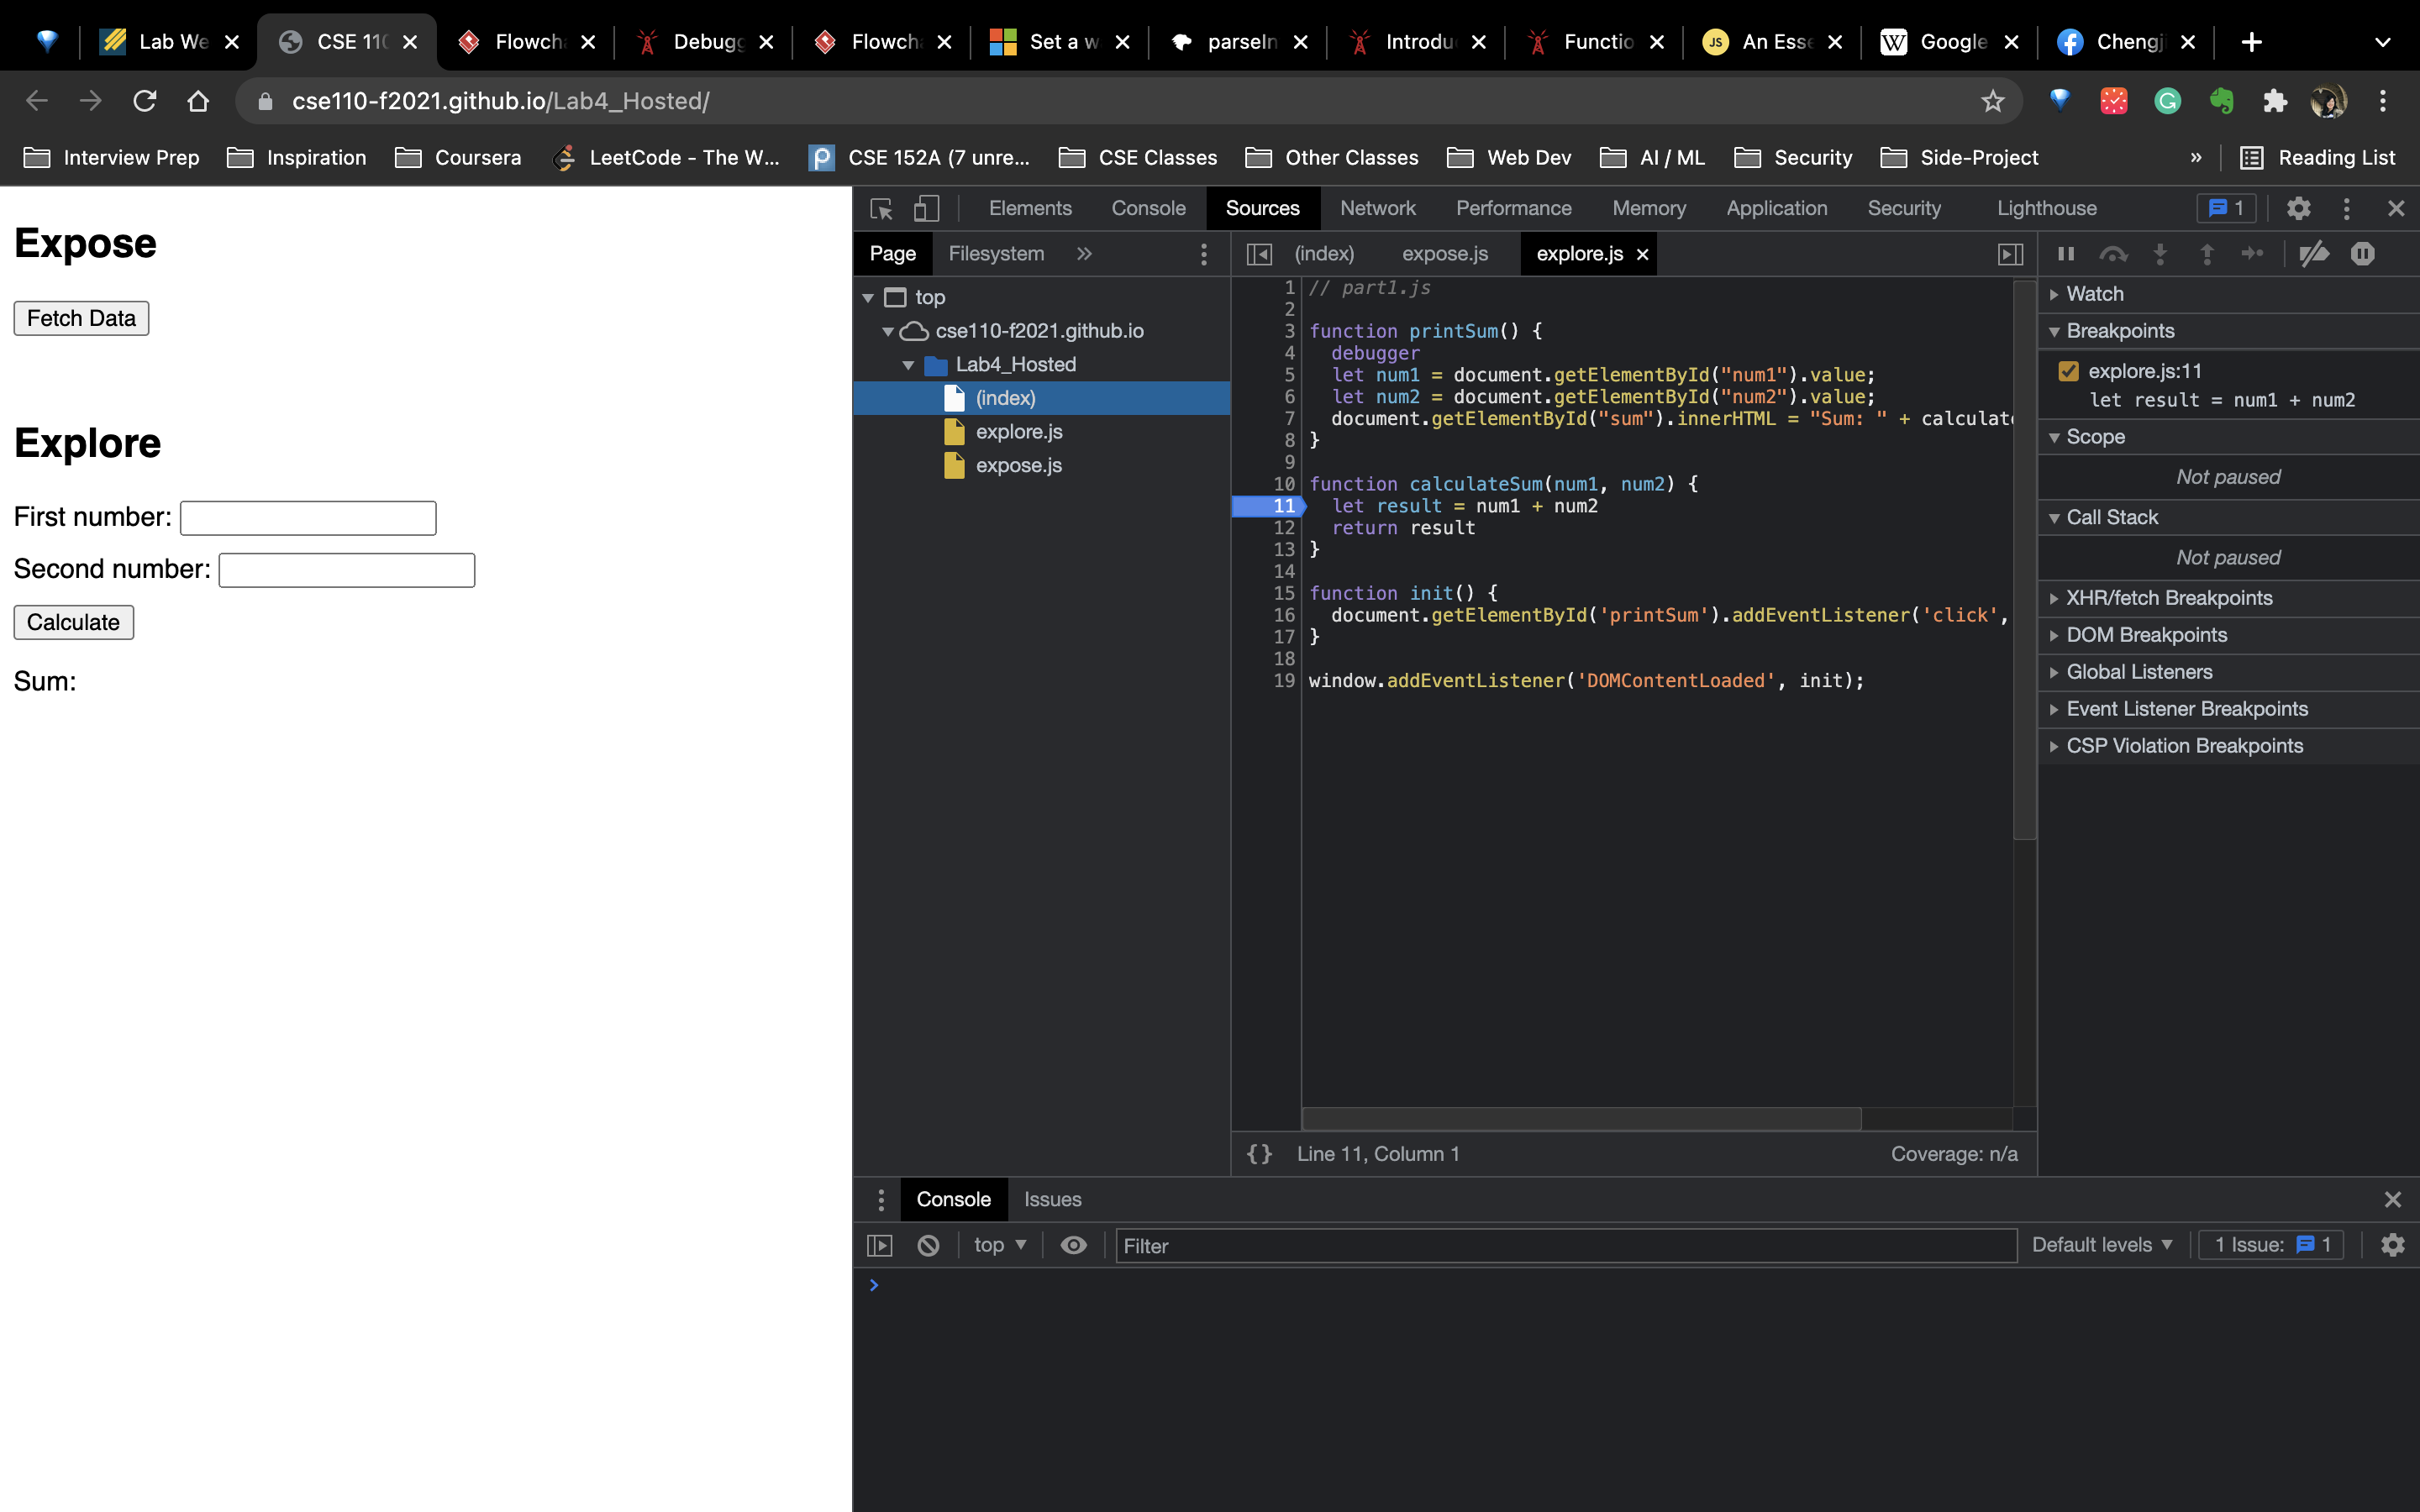 Lab We
CSE 110
Flowch
Debugg
Flowch
Set a w
parseIn
Introdu
Functio
JS An Esse
W Google
Chengj
cse110-f2021.github.io/Lab4_Hosted/
Interview Prep
Inspiration
Coursera
LeetCode - The W...
CSE 152A (7 unre...
CSE Classes
Other Classes
Web Dev
AI / ML
Security
Side-Project
»
Reading List
Expose
Fetch Data
Explore
First number:
Second number:
Calculate
Sum:
Elements Console Sources Network Performance Memory Application Security Lighthouse 1
Page Filesystem »
top
cse110-f2021.github.io
Lab4_Hosted
(index)
explore.js
expose.js
(index) expose.js explore.js
1 // part1.js
2
3 function printSum() {
4 debugger
5 let num1 = document.getElementById("num1").value;
6 let num2 = document.getElementById("num2").value;
7 document.getElementById("sum").innerHTML = "Sum: " + calculate
8 }
9
10 function calculateSum(num1, num2) {
11 let result = num1 + num2
12 return result
13 }
14
15 function init() {
16 document.getElementById('printSum').addEventListener('click',
17 }
18
19 window.addEventListener('DOMContentLoaded', init);
{} Line 11, Column 1
Coverage: n/a
Watch
Breakpoints
explore.js:11
let result = num1 + num2
Scope
Not paused
Call Stack
Not paused
XHR/fetch Breakpoints
DOM Breakpoints
Global Listeners
Event Listener Breakpoints
CSP Violation Breakpoints
Console Issues
top
Filter
Default levels
1 Issue: 1